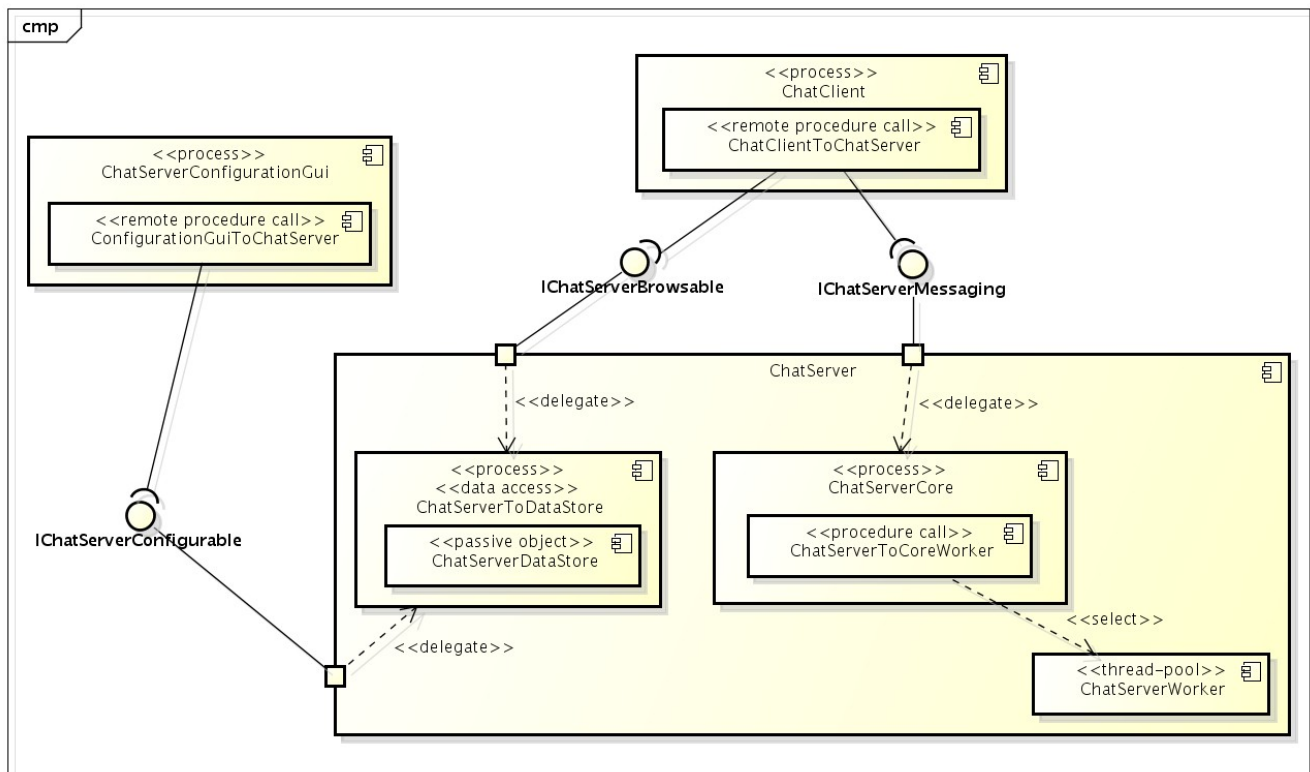 cmp
<<process>>
ChatClient
<<remote procedure call>>
ChatClientToChatServer
<<process>>
ChatServerConfigurationGui
<<remote procedure call>>
ConfigurationGuiToChatServer
IChatServerBrowsable
IChatServerMessaging
ChatServer
<<delegate>>
<<delegate>>
<<process>>
<<data access>>
ChatServerToDataStore
<<passive object>>
ChatServerDataStore
<<process>>
ChatServerCore
<<procedure call>>
ChatServerToCoreWorker
IChatServerConfigurable
<<delegate>>
<<select>>
<<thread-pool>>
ChatServerWorker